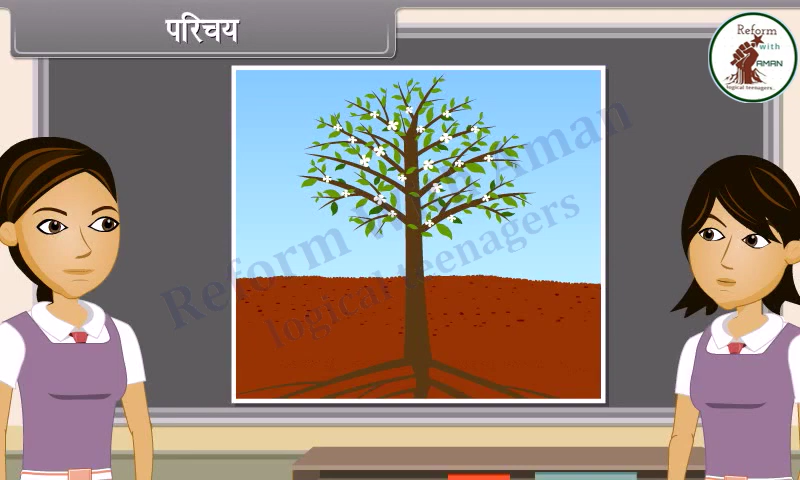 परिचय
Reform
with
AMAN
logical teenagers.
Reform With Aman
logical teenagers